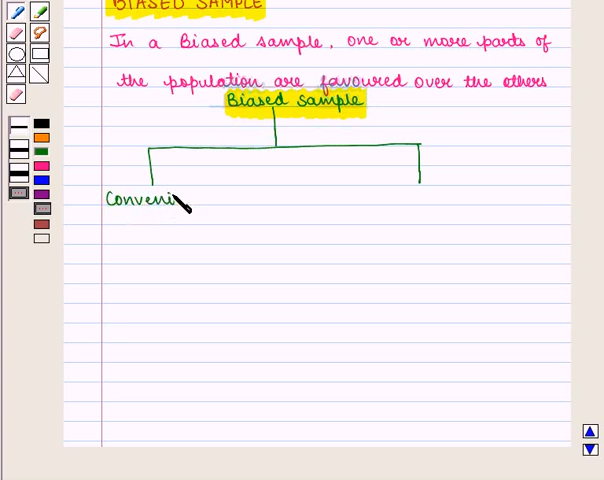 BIASED SAMPLE
In a Biased sample, one or more parts of
the population are favoured over the others
Biased Sample
Conveni